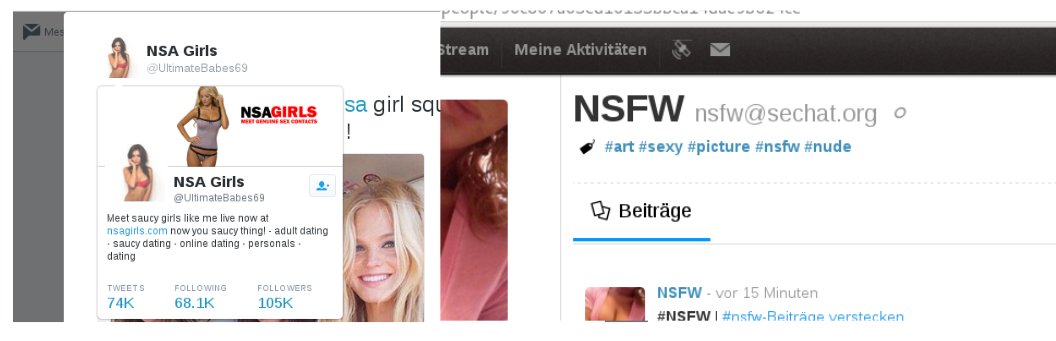 Mes
NSA Girls
@UltimateBabes69
NSAGIRLS
MEET GENUINE SEX CONTACTS
NSA Girls
@UltimateBabes69
Meet saucy girls like me live now at
nsagirls.com now you saucy thing! - adult dating
· saucy dating · online dating · personals ·
dating
TWEETS FOLLOWING FOLLOWERS
74K 68.1K 105K
sa girl squ
!
Stream Meine Aktivitäten
NSFW nsfw@sechat.org
#art #sexy #picture #nsfw #nude
Beiträge
NSFW - vor 15 Minuten
#NSFW | #nsfw-Beiträge verstecken